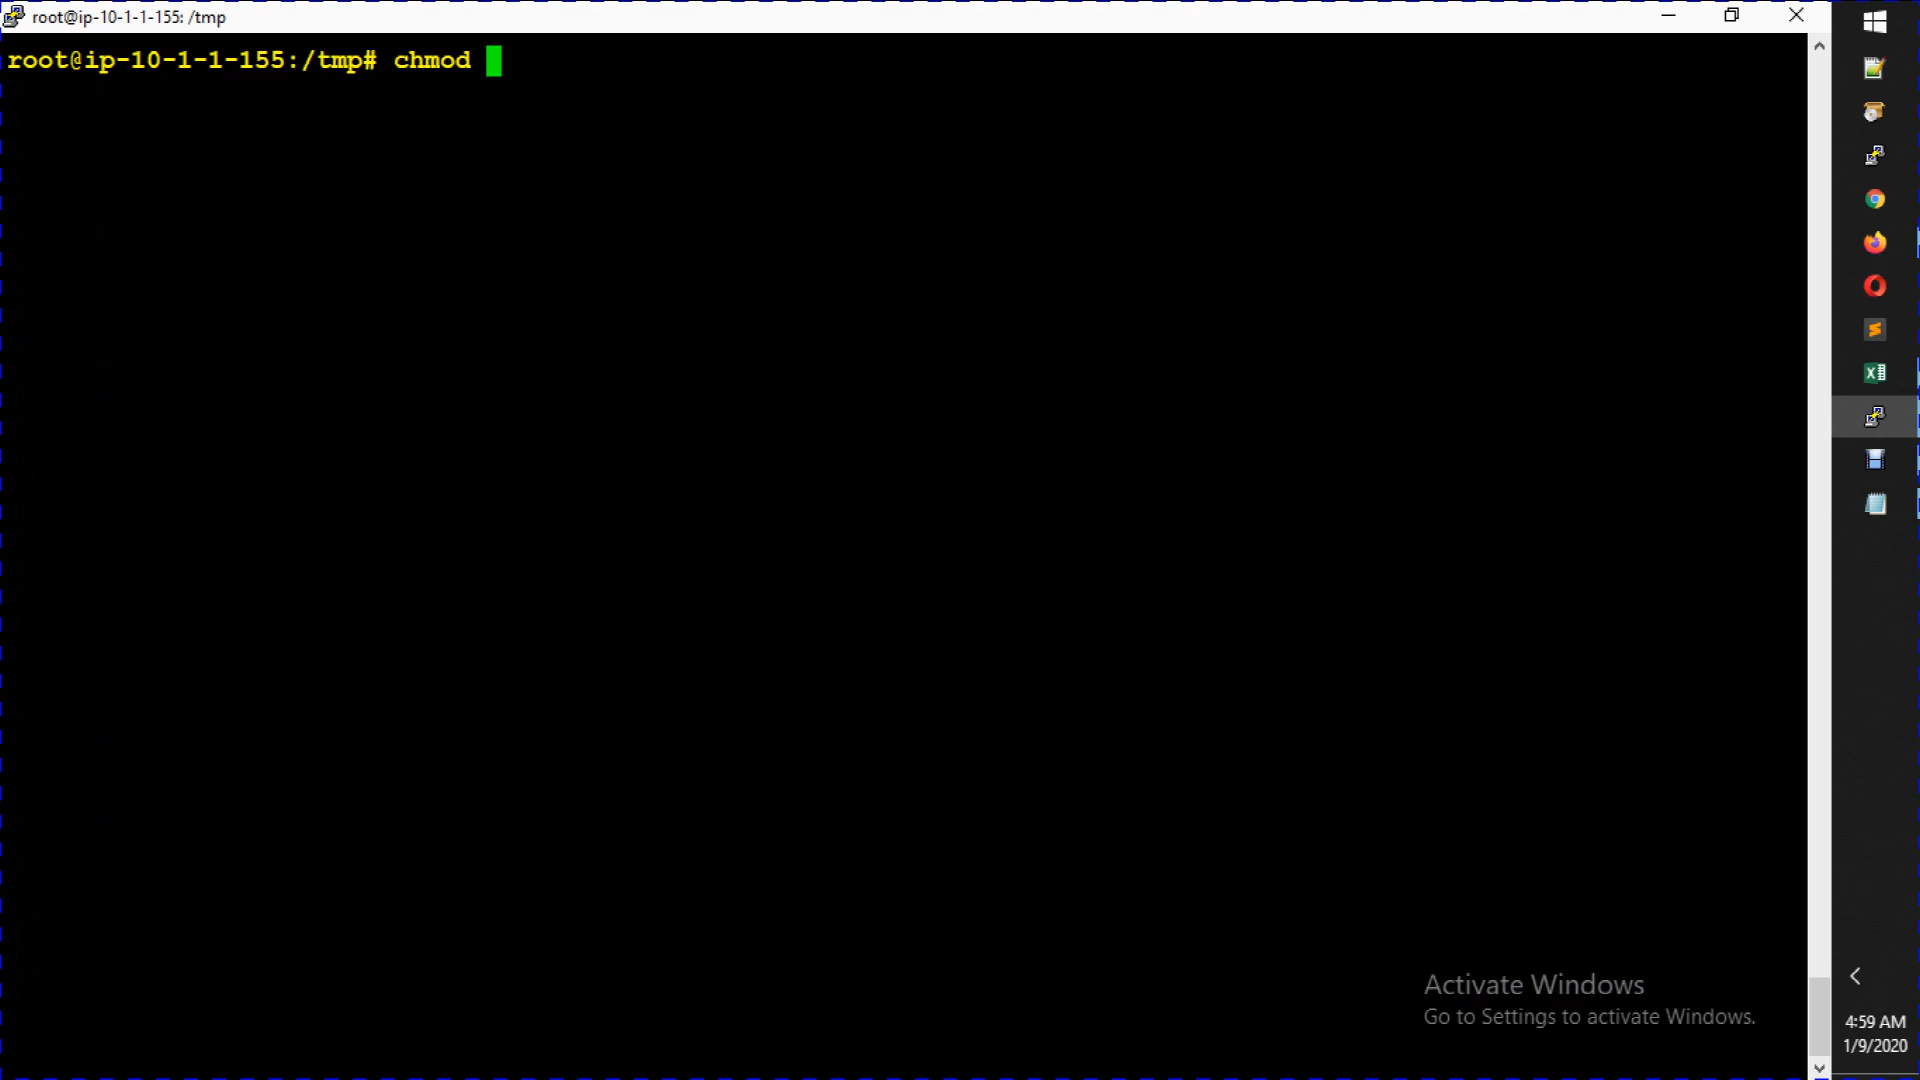 root@ip-10-1-1-155: /tmp
root@ip-10-1-1-155:/tmp# chmod
Activate Windows
Go to Settings to activate Windows.
4:59 AM
1/9/2020